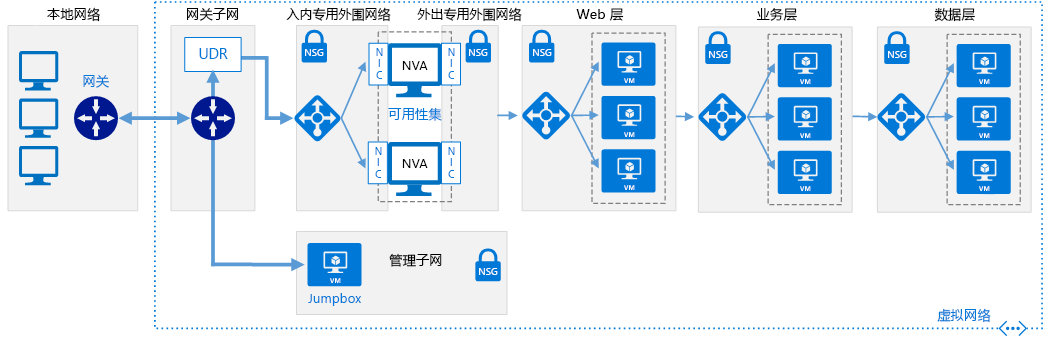 本地网络
网关子网
入内专用外围网络
外出专用外围网络
Web 层
业务层
数据层
网关
UDR
NSG
NIC
NVA
NIC
NSG
可用性集
NIC
NVA
NIC
NSG
VM
VM
VM
NSG
VM
VM
VM
NSG
VM
VM
VM
VM
Jumpbox
管理子网
NSG
虚拟网络